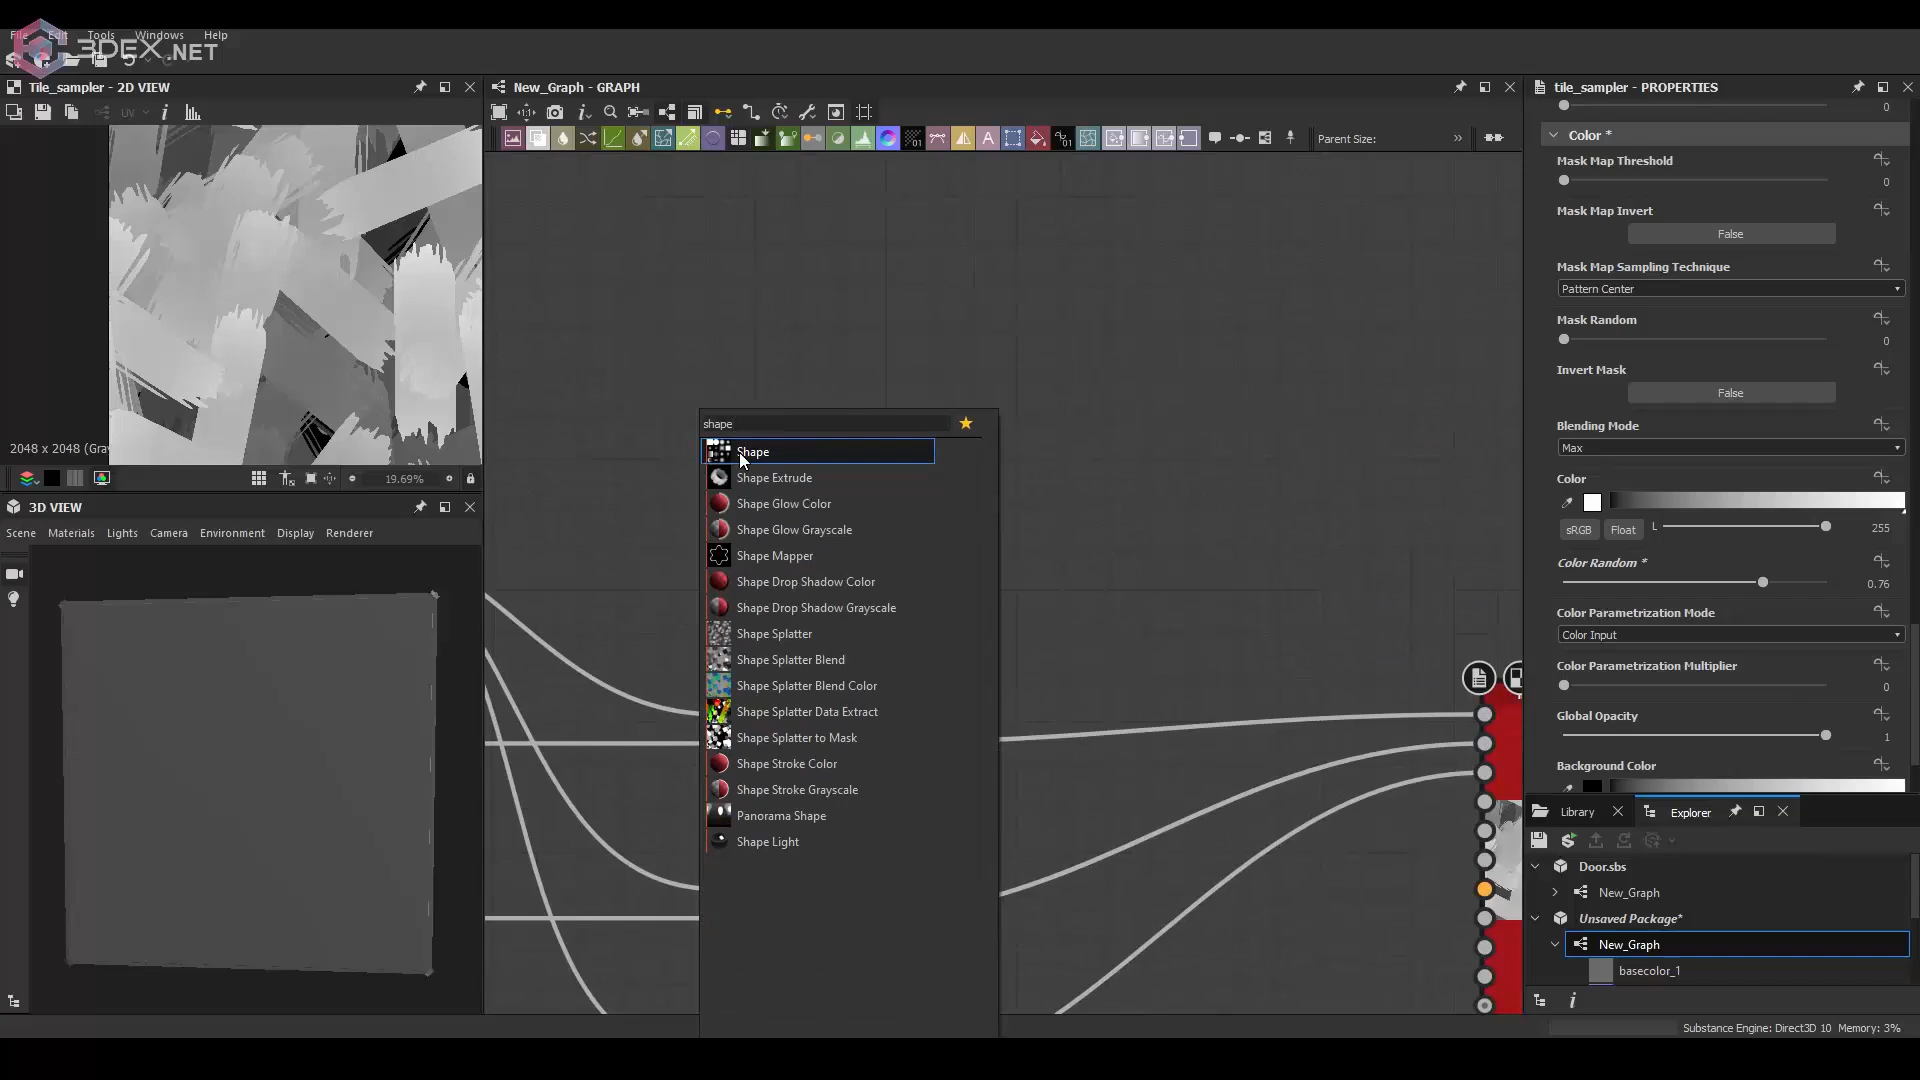 File Edit Tools Windows Help
3DEX.NET
Tile_sampler - 2D VIEW
UV
2048 x 2048 (Gray
19.69%
3D VIEW
Scene Materials Lights Camera Environment Display Renderer
New_Graph - GRAPH
Parent Size: »
shape
Shape
Shape Extrude
Shape Glow Color
Shape Glow Grayscale
Shape Mapper
Shape Drop Shadow Color
Shape Drop Shadow Grayscale
Shape Splatter
Shape Splatter Blend
Shape Splatter Blend Color
Shape Splatter Data Extract
Shape Splatter to Mask
Shape Stroke Color
Shape Stroke Grayscale
Panorama Shape
Shape Light
tile_sampler - PROPERTIES
0
Color *
Mask Map Threshold
0
Mask Map Invert
False
Mask Map Sampling Technique
Pattern Center
Mask Random
0
Invert Mask
False
Blending Mode
Max
Color
sRGB Float L 255
Color Random *
0.76
Color Parametrization Mode
Color Input
Color Parametrization Multiplier
0
Global Opacity
1
Background Color
Library Explorer
Door.sbs
New_Graph
Unsaved Package*
New_Graph
basecolor_1
Substance Engine: Direct3D 10 Memory: 3%